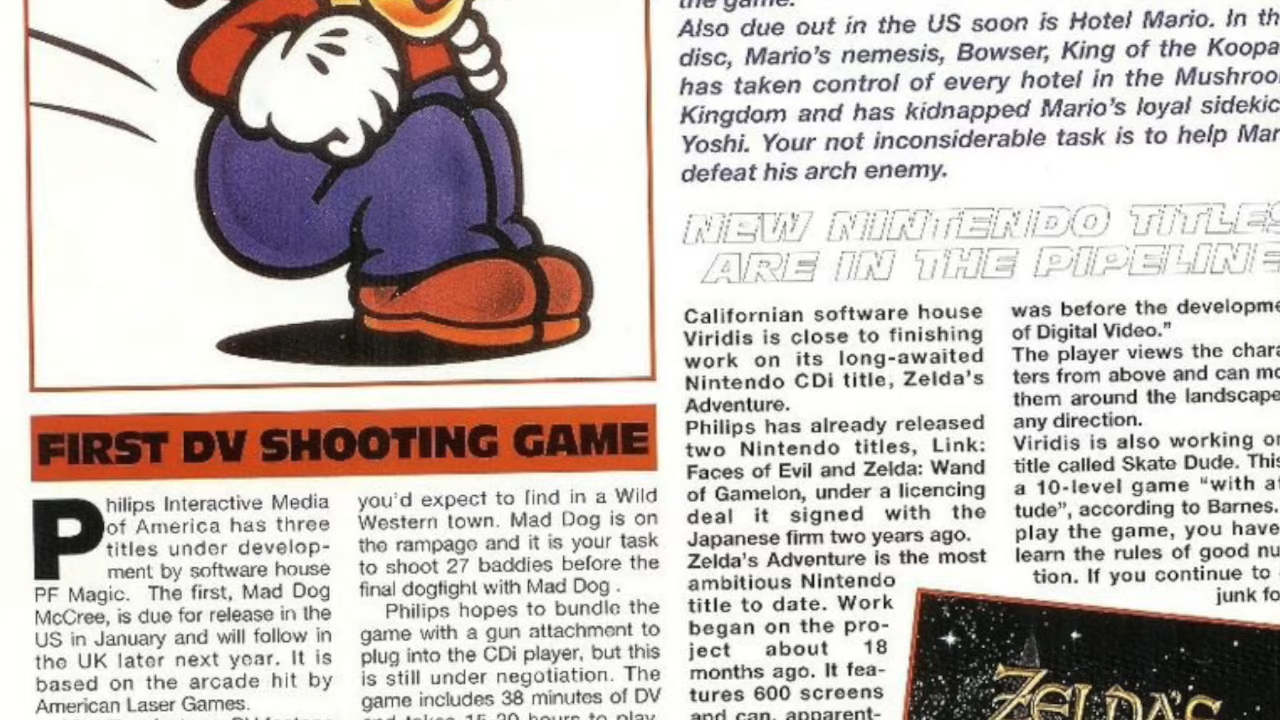 FIRST DV SHOOTING GAME
Philips Interactive Media
of America has three
titles under develop-
ment by software house
PF Magic. The first, Mad Dog
McCree, is due for release in the
US in January and will follow in
the UK later next year. It is
based on the arcade hit by
American Laser Games.
you'd expect to find in a Wild
Western town. Mad Dog is on
the rampage and it is your task
to shoot 27 baddies before the
final dogfight with Mad Dog .
Philips hopes to bundle the
game with a gun attachment to
plug into the CDi player, but this
is still under negotiation. The
game includes 38 minutes of DV
and takes 15-20 hours to play.
the game.
Also due out in the US soon is Hotel Mario. In th
disc, Mario's nemesis, Bowser, King of the Koopa
has taken control of every hotel in the Mushroo
Kingdom and has kidnapped Mario's loyal sidekic
Yoshi. Your not inconsiderable task is to help Mar
defeat his arch enemy.
NEW NINTENDO TITLES
ARE IN THE PIPELINE
Californian software house
Viridis is close to finishing
work on its long-awaited
Nintendo CDi title, Zelda's
Adventure.
Philips has already released
two Nintendo titles, Link:
Faces of Evil and Zelda: Wand
of Gamelon, under a licencing
deal it signed with the
Japanese firm two years ago.
Zelda's Adventure is the most
ambitious Nintendo
title to date. Work
began on the pro-
ject about 18
months ago. It fea-
tures 600 screens
and can, apparent-
was before the developme
of Digital Video."
The player views the chara
ters from above and can mo
them around the landscape
any direction.
Viridis is also working on
title called Skate Dude. This
a 10-level game "with at
tude", according to Barnes.
play the game, you have
learn the rules of good nu
tion. If you continue to
junk fo
ZELDA'S